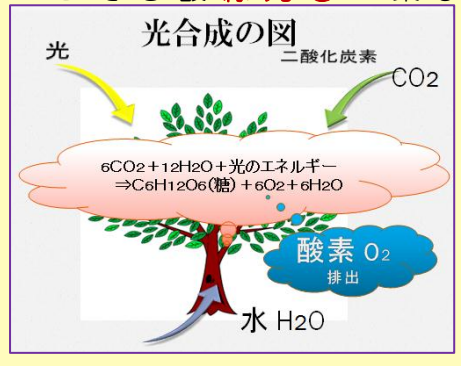 光合成の図
光
二酸化炭素
CO2
6CO2+12H2O+光のエネルギー
⇒C6H12O6(糖)+6O2+6H2O
酸素 O2
排出
水 H2O